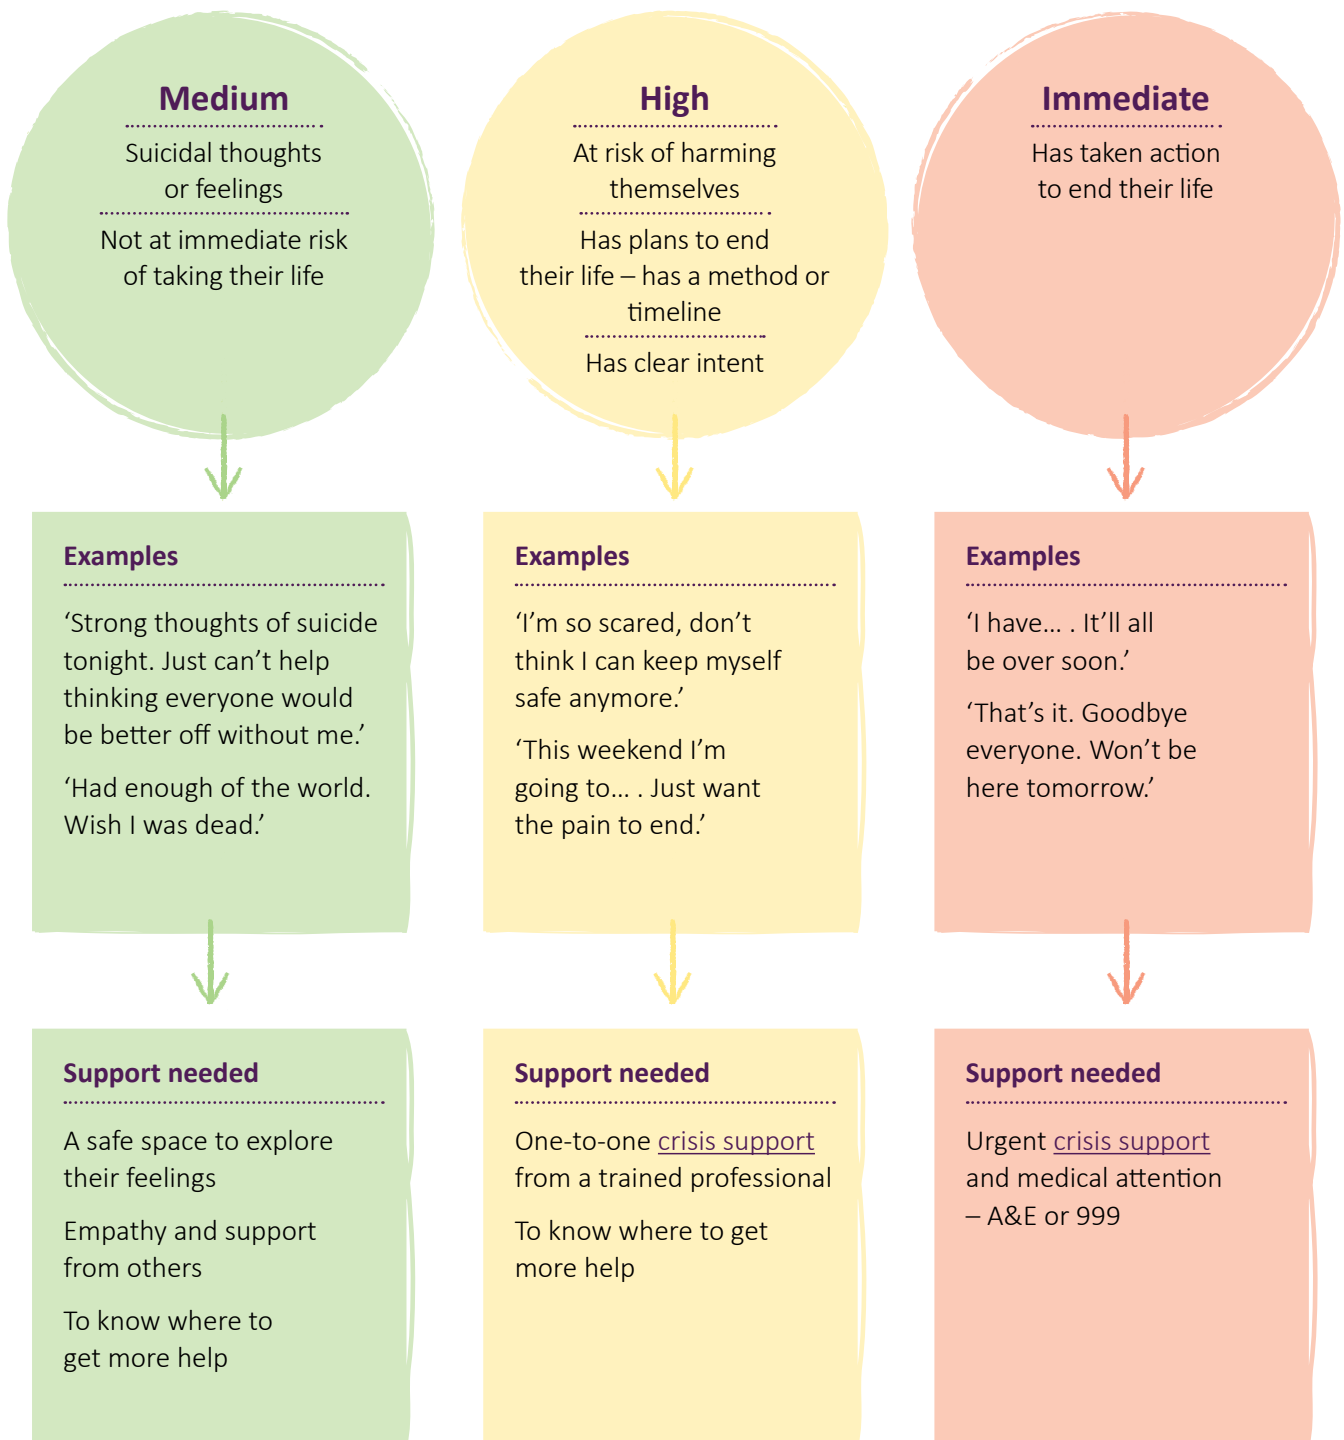 Medium
Suicidal thoughts
or feelings
Not at immediate risk
of taking their life
High
At risk of harming
themselves
Has plans to end
their life – has a method or
timeline
Has clear intent
Immediate
Has taken action
to end their life
Examples
‘Strong thoughts of suicide
tonight. Just can’t help
thinking everyone would
be better off without me.’
‘Had enough of the world.
Wish I was dead.’
Examples
‘I’m so scared, don’t
think I can keep myself
safe anymore.’
‘This weekend I’m
going to… . Just want
the pain to end.’
Examples
‘I have… . It’ll all
be over soon.’
‘That’s it. Goodbye
everyone. Won’t be
here tomorrow.’
Support needed
A safe space to explore
their feelings
Empathy and support
from others
To know where to
get more help
Support needed
One-to-one crisis support
from a trained professional
To know where to get
more help
Support needed
Urgent crisis support
and medical attention
– A&E or 999